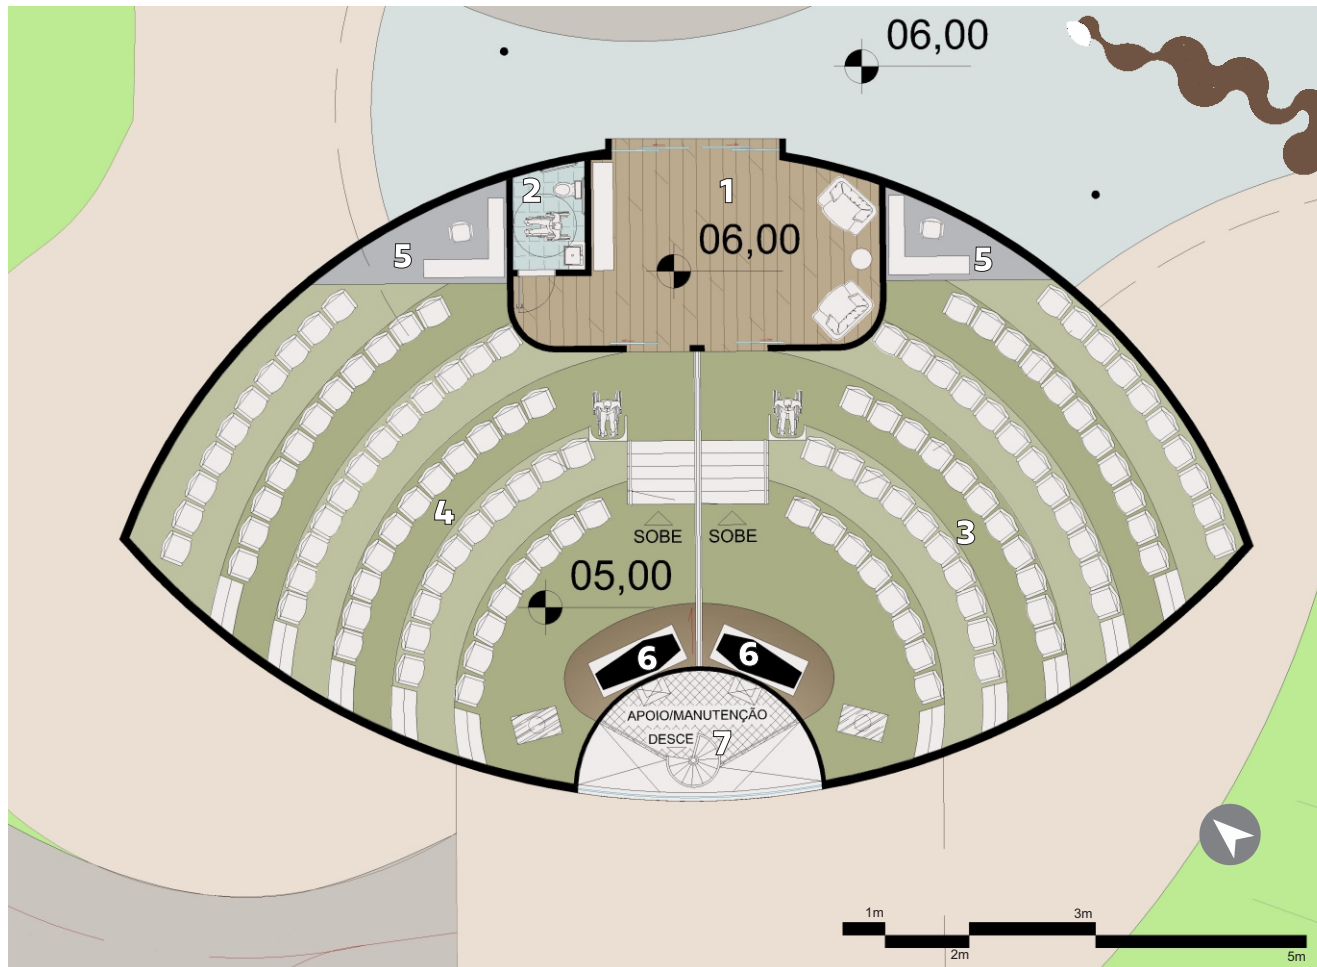 06,00
2
1
06,00
5
5
4
3
SOBE
SOBE
05,00
6
6
APOIO/MANUTENÇÃO
DESCE
7
1m
3m
2m
5m